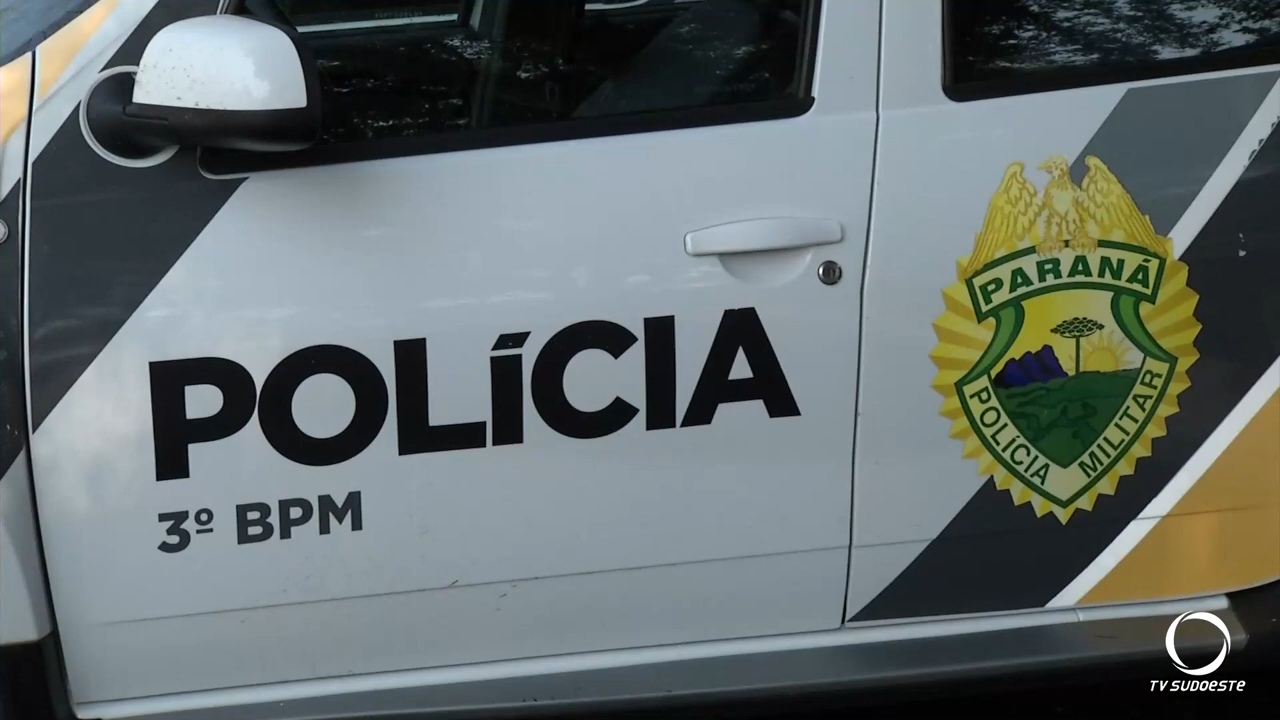 POLÍCIA
3º BPM
PARANÁ
POLÍCIA MILITAR
TV SUDOESTE